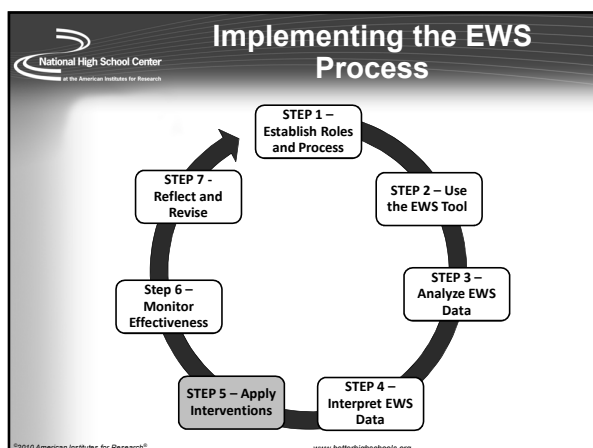 Implementing the EWS
Process
National High School Center
at the American Institutes for Research
STEP 1 –
Establish Roles
and Process
STEP 2 – Use
the EWS Tool
STEP 3 –
Analyze EWS
Data
STEP 4 –
Interpret EWS
Data
STEP 5 – Apply
Interventions
Step 6 –
Monitor
Effectiveness
STEP 7 -
Reflect and
Revise
©2010 American Institutes for Research®
www.betterhighschools.org